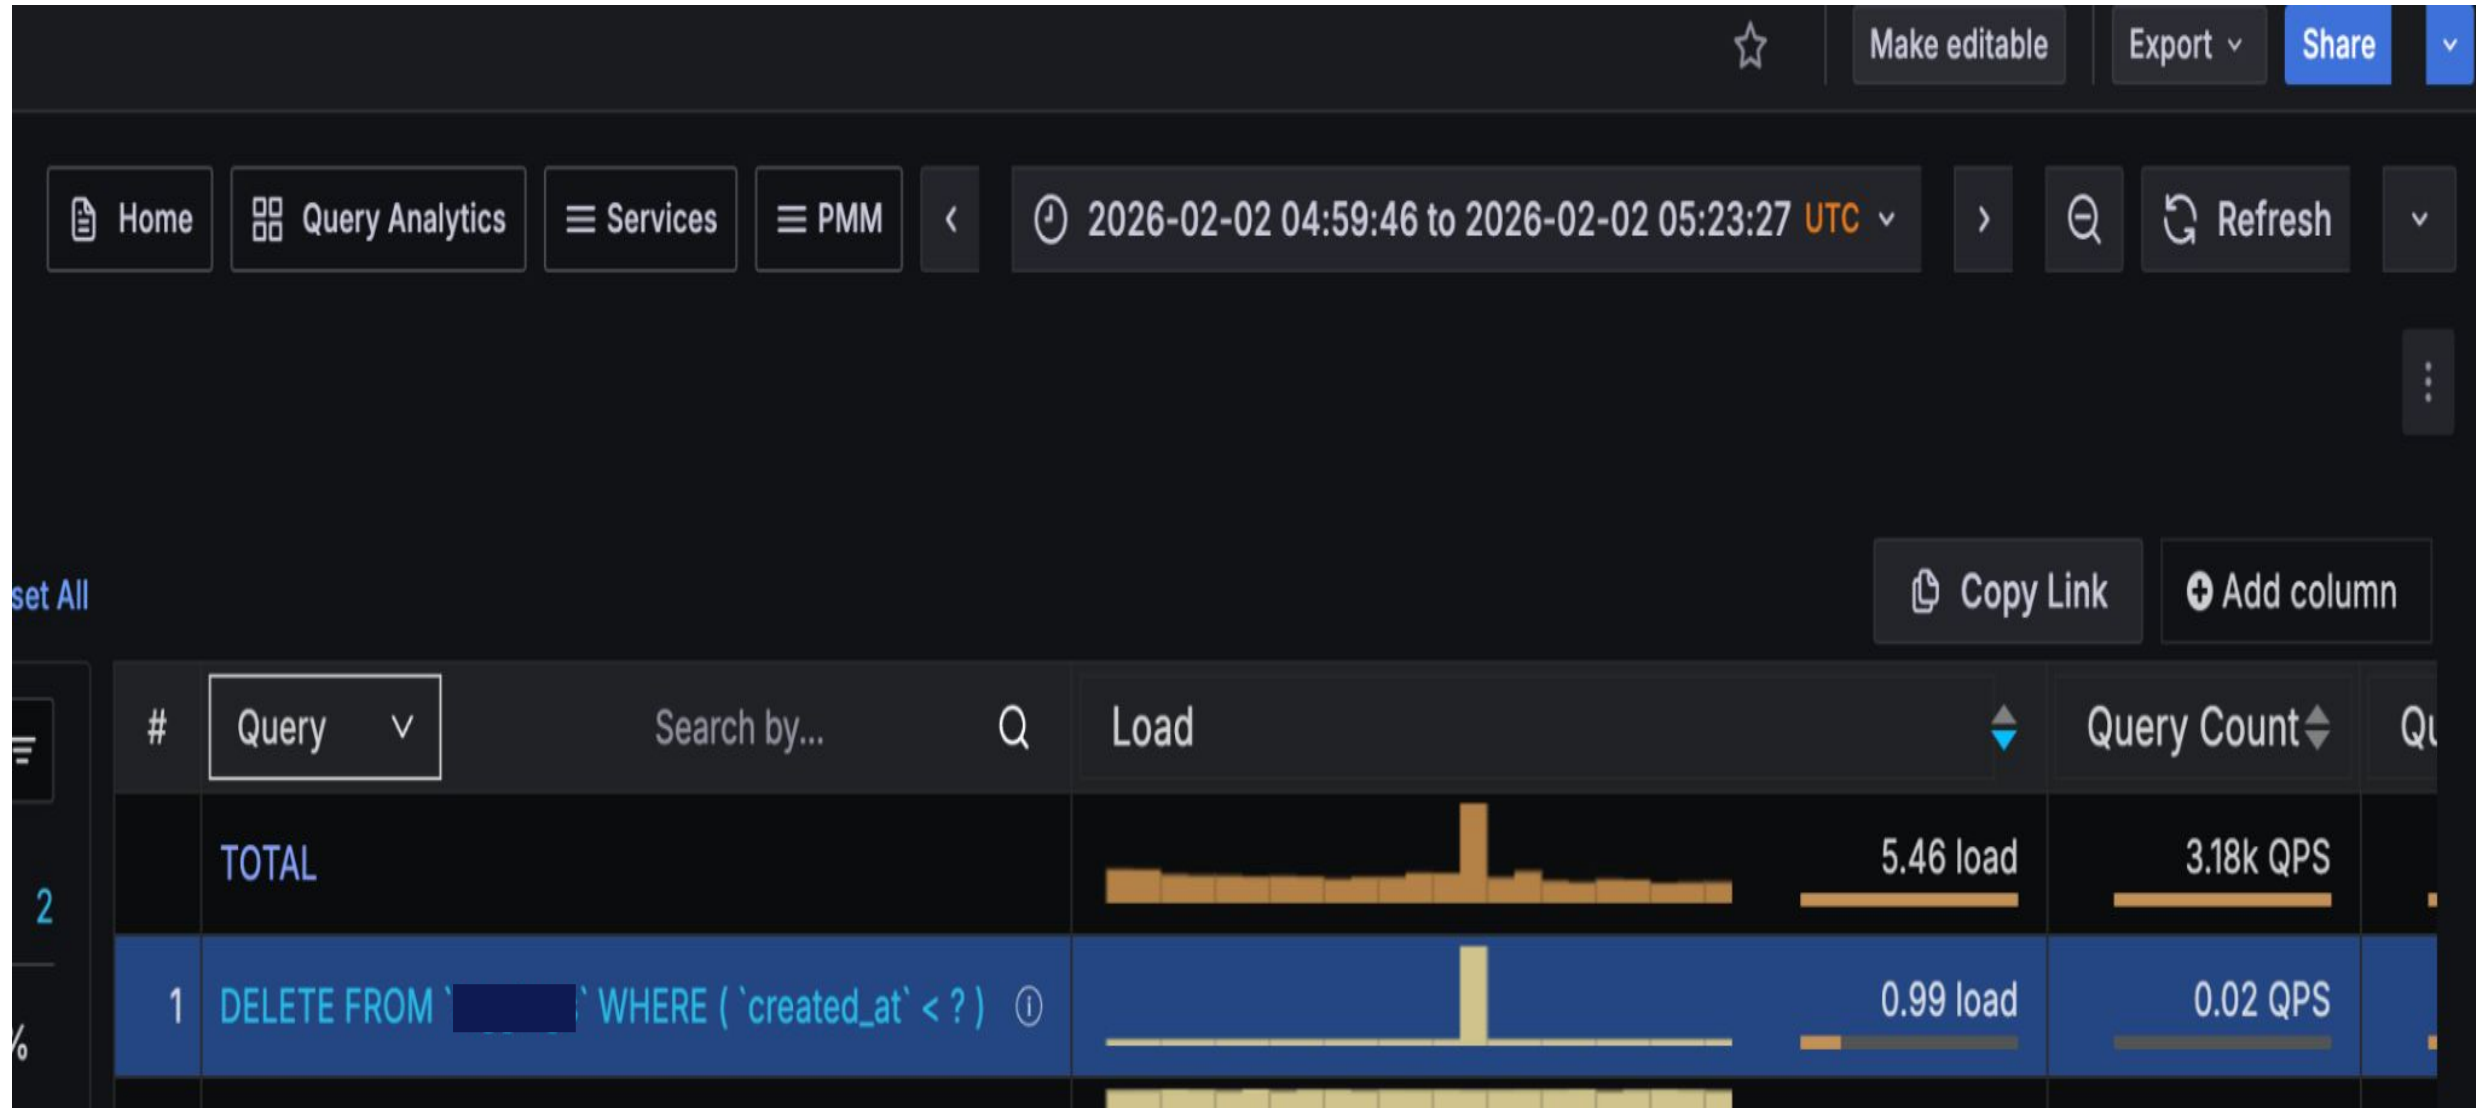 Make editable Export Share
Home Query Analytics Services PMM 2026-02-02 04:59:46 to 2026-02-02 05:23:27 UTC Refresh
set All Copy Link Add column
# Query Search by... Load Query Count Qu
TOTAL 5.46 load 3.18k QPS
2
1 DELETE FROM ` ` WHERE ( `created_at` < ? ) 0.99 load 0.02 QPS
%